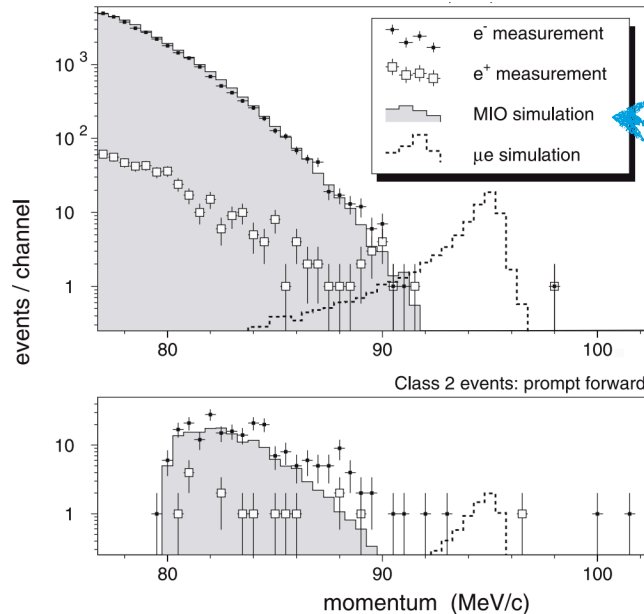 e⁻ measurement
e⁺ measurement
MIO simulation
μe simulation
10³
10²
10
1
events / channel
80
90
100
Class 2 events: prompt forward
10
1
80
90
100
momentum (MeV/c)